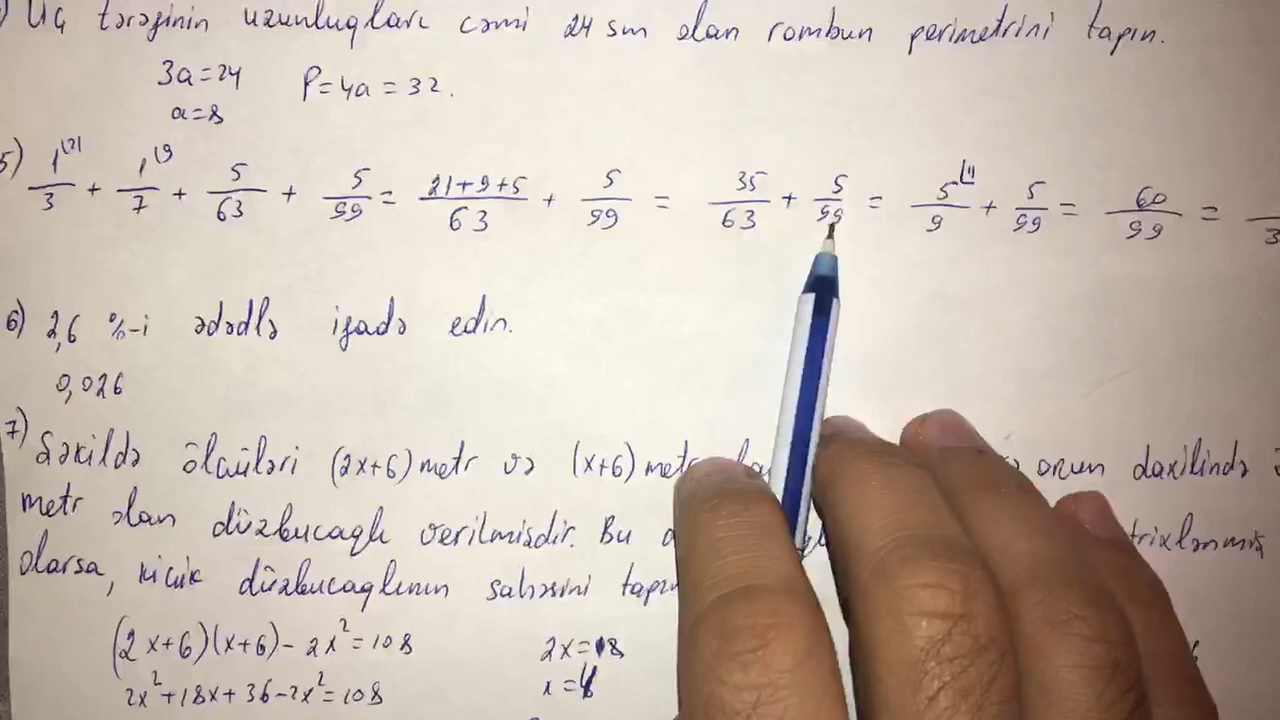 ) Üç tərəfinin uzunluqları cəmi 24 sm olan rombun perimetrini tapın.
3a=24 P=4a=32.
a=8
5) 1/3 + 1/7 + 5/63 + 5/99 = (21+9+5)/63 + 5/99 = 35/63 + 5/99 = 5/9 + 5/99 = 60/99 =
6) 2,6 %-i ədədlə ifadə edin.
0,026
7) Şəkildə ölçüləri (2x+6) metr və (x+6) metr onun daxilində
metr olan düzbucaqlı verilmişdir. Bu
olarsa, kiçik düzbucaqlının sahəsini tapın
(2x+6)(x+6) - 2x²=108 2x=
2x²+18x+36-2x²=108 x=4